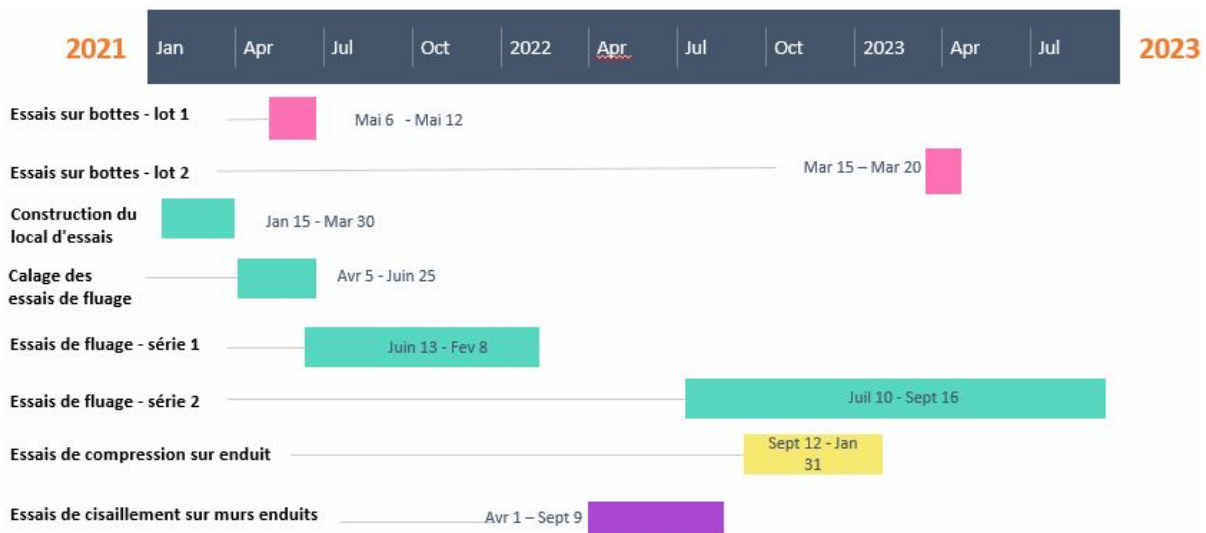 2021 Jan Apr Jul Oct 2022 Apr Jul Oct 2023 Apr Jul 2023
Essais sur bottes - lot 1 Mai 6 - Mai 12
Essais sur bottes - lot 2 Mar 15 – Mar 20
Construction du
local d'essais
Jan 15 - Mar 30
Calage des
essais de fluage
Avr 5 - Juin 25
Essais de fluage - série 1 Juin 13 - Fev 8
Essais de fluage - série 2 Juil 10 - Sept 16
Essais de compression sur enduit
Sept 12 - Jan
31
Essais de cisaillement sur murs enduits Avr 1 – Sept 9